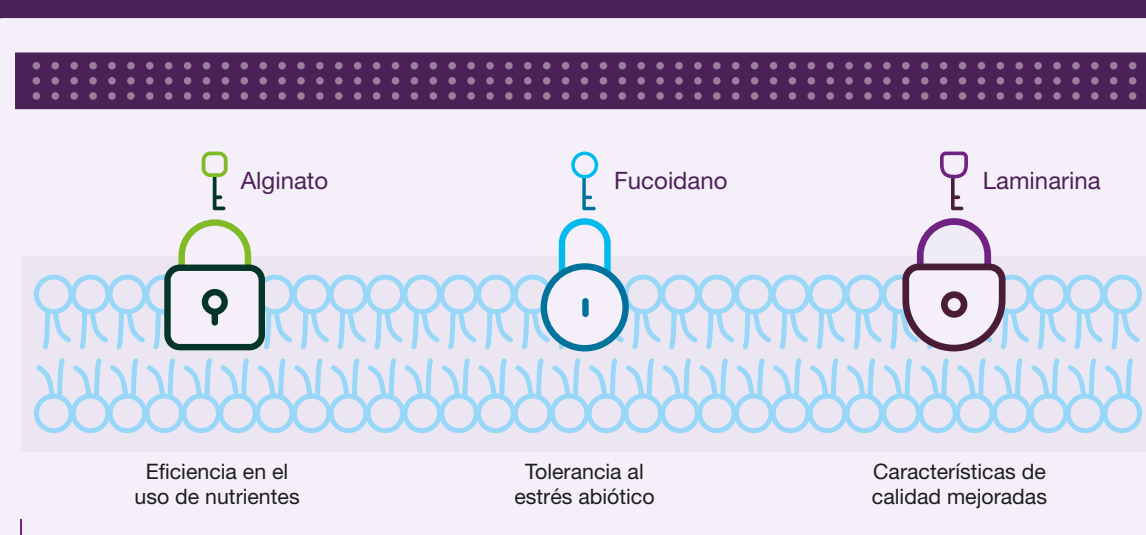 Alginato
Fucoidano
Laminarina
Eficiencia en el
uso de nutrientes
Tolerancia al
estrés abiótico
Características de
calidad mejoradas